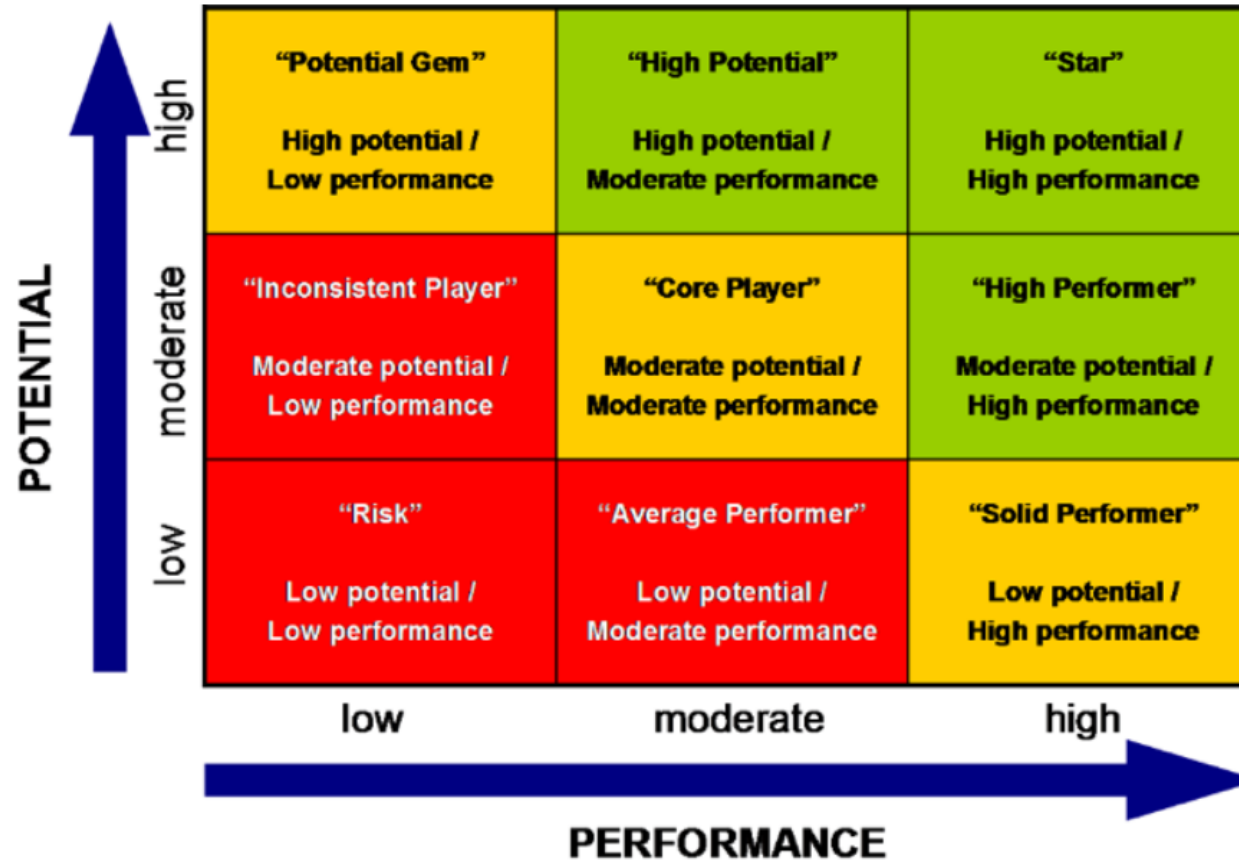 “Potential Gem”
High potential /
Low performance
“High Potential”
High potential /
Moderate performance
“Star”
High potential /
High performance
“Inconsistent Player”
Moderate potential /
Low performance
“Core Player”
Moderate potential /
Moderate performance
“High Performer”
Moderate potential /
High performance
“Risk”
Low potential /
Low performance
“Average Performer”
Low potential /
Moderate performance
“Solid Performer”
Low potential /
High performance
POTENTIAL
high
moderate
low
low
moderate
high
PERFORMANCE